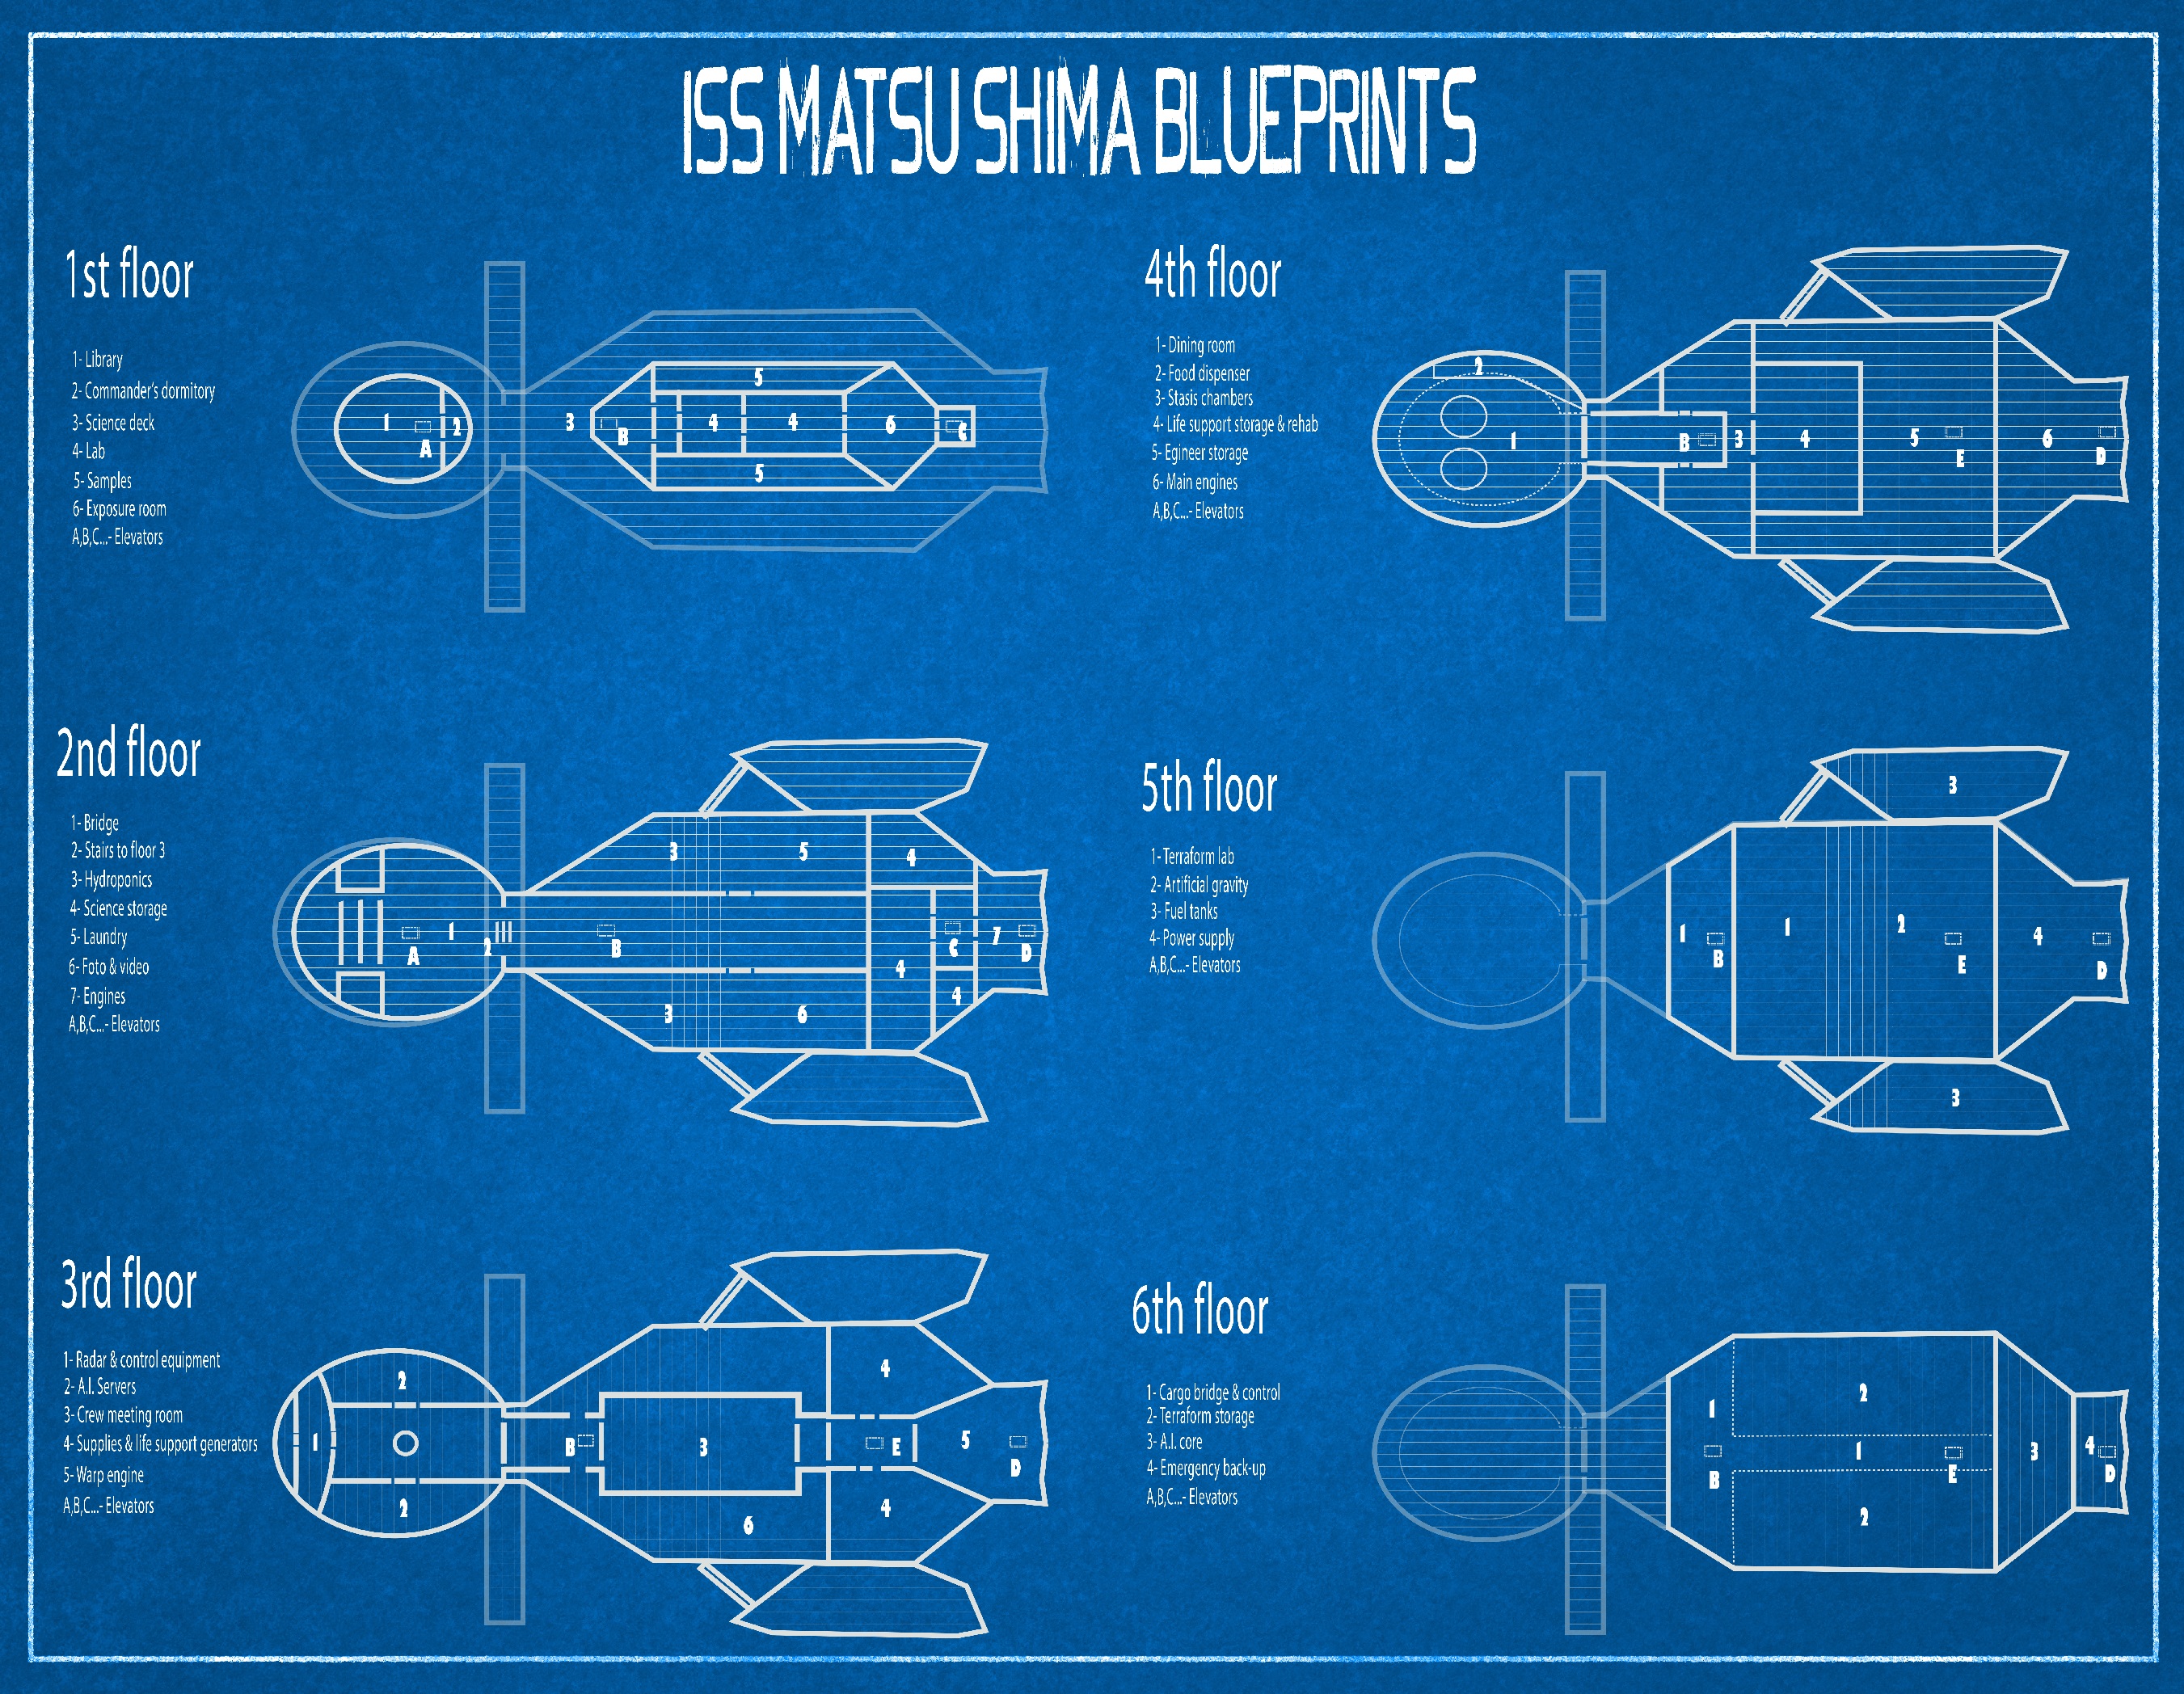 ISS MATSU SHIMA BLUEPRINTS
1st floor
1- Library
2- Commander's dormitory
3- Science deck
4- Lab
5- Samples
6- Exposure room
A,B,C...- Elevators
1
A
2
3
B
5
4
4
5
6
C
2nd floor
1- Bridge
2- Stairs to floor 3
3- Hydroponics
4- Science storage
5- Laundry
6- Foto & video
7- Engines
A,B,C...- Elevators
A
1
2
B
3
5
4
3
6
4
C
4
7
D
3rd floor
1- Radar & control equipment
2- A.I. Servers
3- Crew meeting room
4- Supplies & life support generators
5- Warp engine
A,B,C...- Elevators
1
2
2
B
3
6
4
E
4
5
D
4th floor
1- Dining room
2- Food dispenser
3- Stasis chambers
4- Life support storage & rehab
5- Egineer storage
6- Main engines
A,B,C...- Elevators
2
1
B
3
4
5
E
6
D
5th floor
1- Terraform lab
2- Artificial gravity
3- Fuel tanks
4- Power supply
A,B,C...- Elevators
3
1
B
1
2
E
4
D
3
6th floor
1- Cargo bridge & control
2- Terraform storage
3- A.I. core
4- Emergency back-up
A,B,C...- Elevators
1
B
2
1
E
2
3
4
D